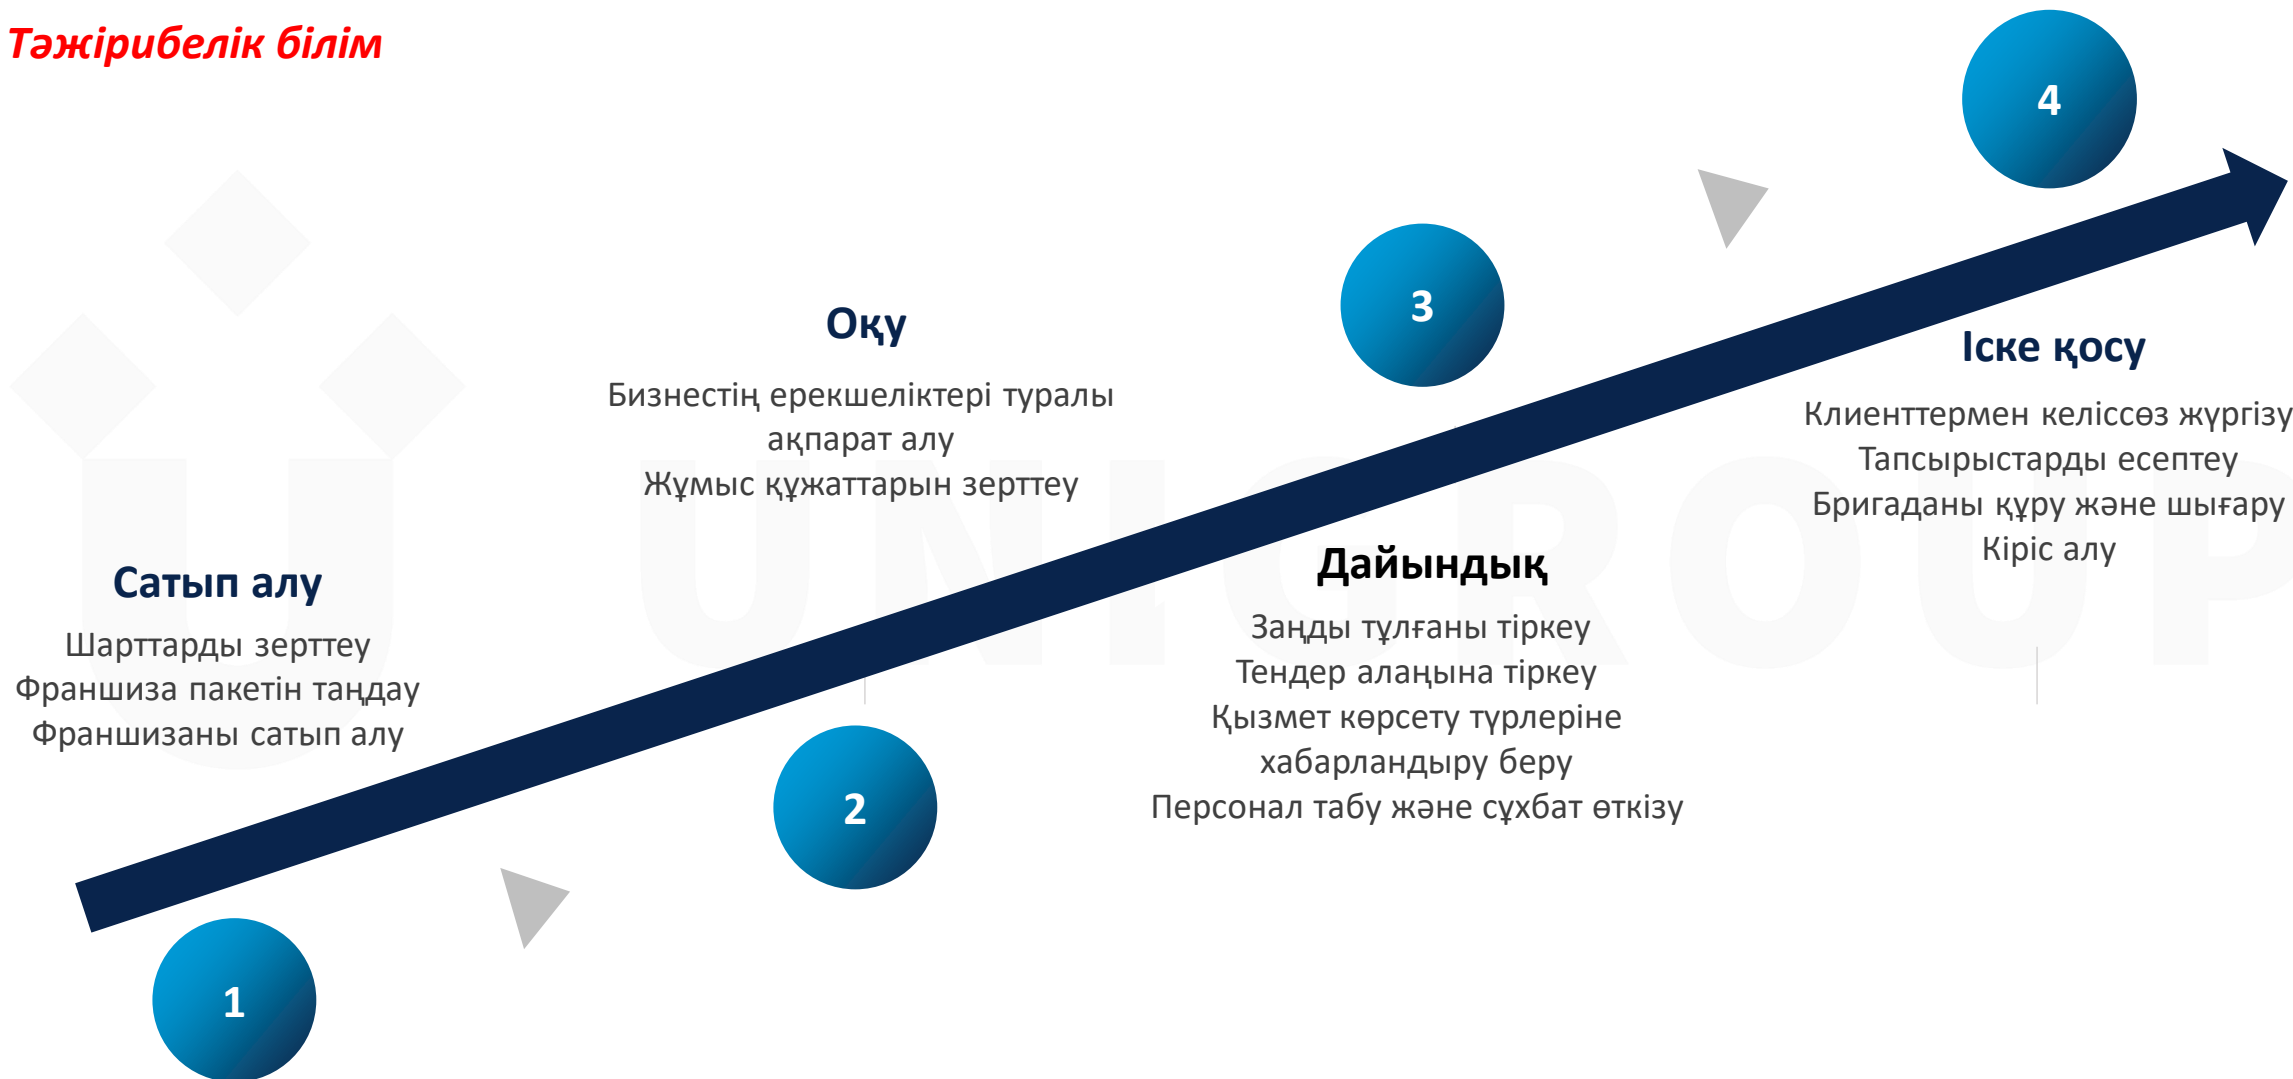 Тәжірибелік білім
1
Сатып алу
Шарттарды зерттеу
Франшиза пакетін таңдау
Франшизаны сатып алу
2
Оқу
Бизнестің ерекшеліктері туралы
ақпарат алу
Жұмыс құжаттарын зерттеу
3
Дайындық
Заңды тұлғаны тіркеу
Тендер алаңына тіркеу
Қызмет көрсету түрлеріне
хабарландыру беру
Персонал табу және сұхбат өткізу
4
Іске қосу
Клиенттермен келіссөз жүргізу
Тапсырыстарды есептеу
Бригаданы құру және шығару
Кіріс алу
UNIGROUP